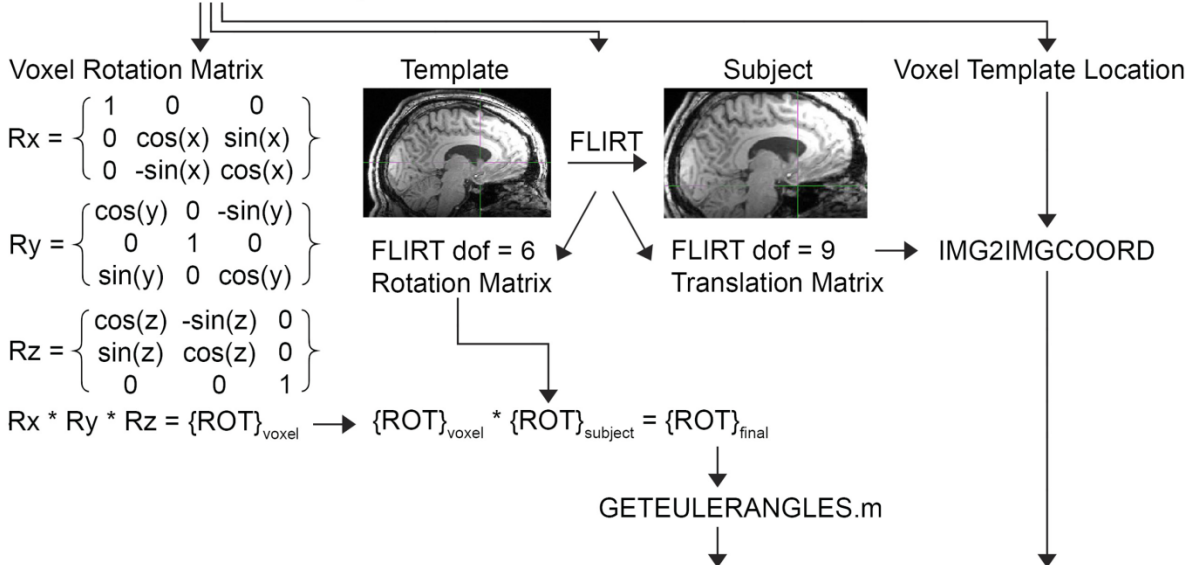 Voxel Rotation Matrix
Template
Subject
Voxel Template Location
Rx =
1 0 0
0 cos(x) sin(x)
0 -sin(x) cos(x)
FLIRT
Ry =
cos(y) 0 -sin(y)
0 1 0
sin(y) 0 cos(y)
FLIRT dof = 6
Rotation Matrix
FLIRT dof = 9
Translation Matrix
IMG2IMGCOORD
Rz =
cos(z) -sin(z) 0
sin(z) cos(z) 0
0 0 1
Rx * Ry * Rz = {ROT}voxel
{ROT}voxel * {ROT}subject = {ROT}final
GETEULERANGLES.m